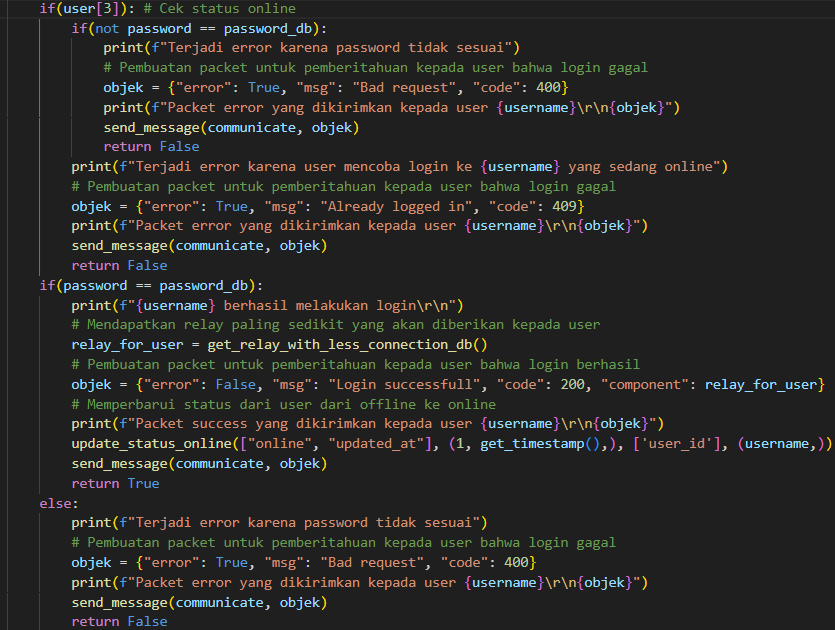 if(user[3]): # Cek status online
if(not password == password_db):
print(f"Terjadi error karena password tidak sesuai")
# Pembuatan packet untuk pemberitahuan kepada user bahwa login gagal
objek = {"error": True, "msg": "Bad request", "code": 400}
print(f"Packet error yang dikirimkan kepada user {username}\r\n{objek}")
send_message(communicate, objek)
return False
print(f"Terjadi error karena user mencoba login ke {username} yang sedang online")
# Pembuatan packet untuk pemberitahuan kepada user bahwa login gagal
objek = {"error": True, "msg": "Already logged in", "code": 409}
print(f"Packet error yang dikirimkan kepada user {username}\r\n{objek}")
send_message(communicate, objek)
return False
if(password == password_db):
print(f"{username} berhasil melakukan login\r\n")
# Mendapatkan relay paling sedikit yang akan diberikan kepada user
relay_for_user = get_relay_with_less_connection_db()
# Pembuatan packet untuk pemberitahuan kepada user bahwa login berhasil
objek = {"error": False, "msg": "Login successfull", "code": 200, "component": relay_for_user}
# Memperbarui status dari user dari offline ke online
print(f"Packet success yang dikirimkan kepada user {username}\r\n{objek}")
update_status_online(["online", "updated_at"], (1, get_timestamp(),), ['user_id'], (username,))
send_message(communicate, objek)
return True
else:
print(f"Terjadi error karena password tidak sesuai")
# Pembuatan packet untuk pemberitahuan kepada user bahwa login gagal
objek = {"error": True, "msg": "Bad request", "code": 400}
print(f"Packet error yang dikirimkan kepada user {username}\r\n{objek}")
send_message(communicate, objek)
return False